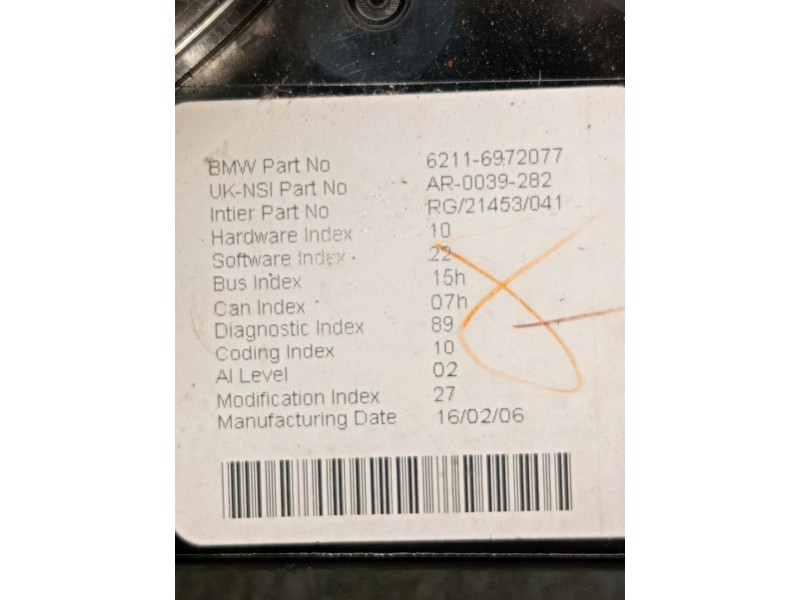 BMW Part No 6211-6972077
UK-NSI Part No AR-0039-282
Intier Part No RG/21453/041
Hardware Index 10
Software Index 22
Bus Index 15h
Can Index 07h
Diagnostic Index 89
Coding Index 10
AI Level 02
Modification Index 27
Manufacturing Date 16/02/06